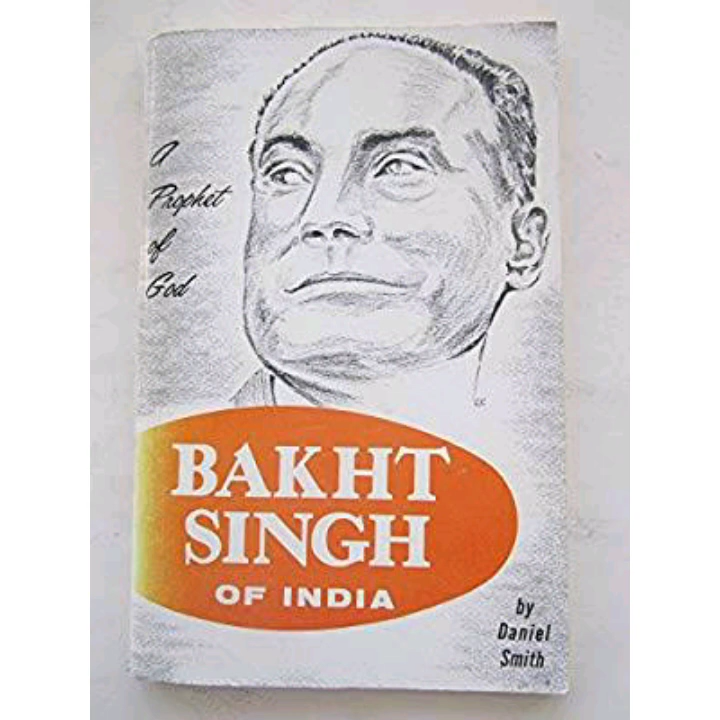 A
Prophet
of
God
BAKHT
SINGH
OF INDIA
by
Daniel
Smith